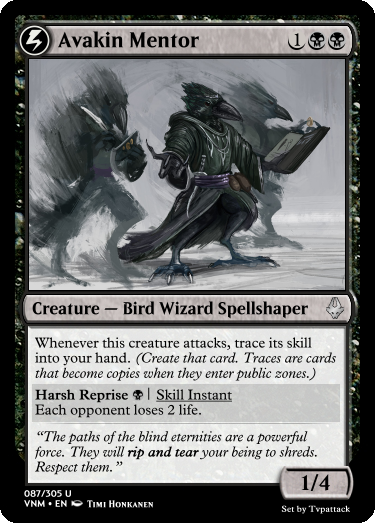 Avakin Mentor 1
Creature — Bird Wizard Spellshaper
Whenever this creature attacks, trace its skill
into your hand. (Create that card. Traces are cards
that become copies when they enter public zones.)
Harsh Reprise | Skill Instant
Each opponent loses 2 life.
“The paths of the blind eternities are a powerful
force. They will rip and tear your being to shreds.
Respect them.”
1/4
087/305 U
VNM • EN Timi Honkanen
Set by Tvpattack